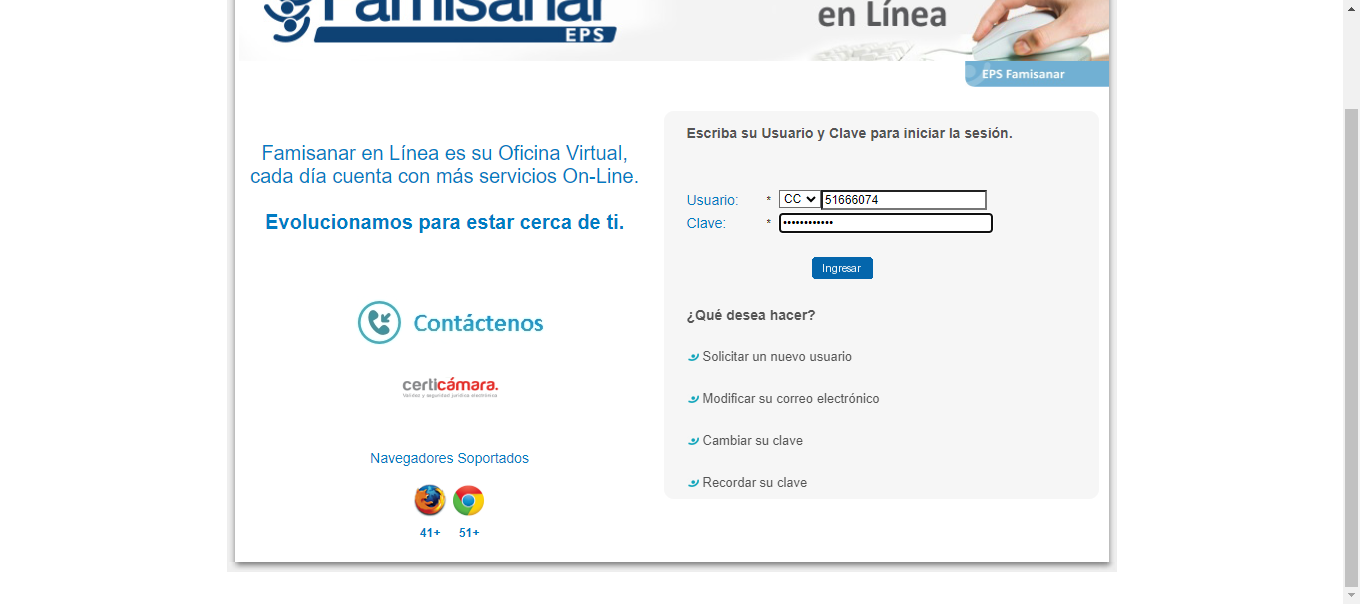 Famisanar
EPS
en Línea
EPS Famisanar
Escriba su Usuario y Clave para iniciar la sesión.
Famisanar en Línea es su Oficina Virtual,
cada día cuenta con más servicios On-Line.
Evolucionamos para estar cerca de ti.
Usuario: * CC 51666074
Clave: * ••••••••••••
Ingresar
Contáctenos
certicámara.
Validez y seguridad jurídica electrónica
Navegadores Soportados
41+ 51+
¿Qué desea hacer?
Solicitar un nuevo usuario
Modificar su correo electrónico
Cambiar su clave
Recordar su clave